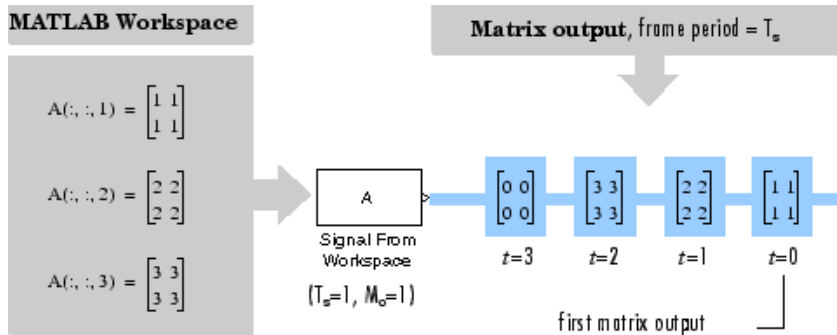 MATLAB Workspace
Matrix output, frame period = Tₛ
A(:, :, 1) = [1 1
1 1]
A(:, :, 2) = [2 2
2 2]
A(:, :, 3) = [3 3
3 3]
A
Signal From
Workspace
(Tₛ=1, Mₒ=1)
[0 0
0 0]
[3 3
3 3]
[2 2
2 2]
[1 1
1 1]
t=3
t=2
t=1
t=0
first matrix output